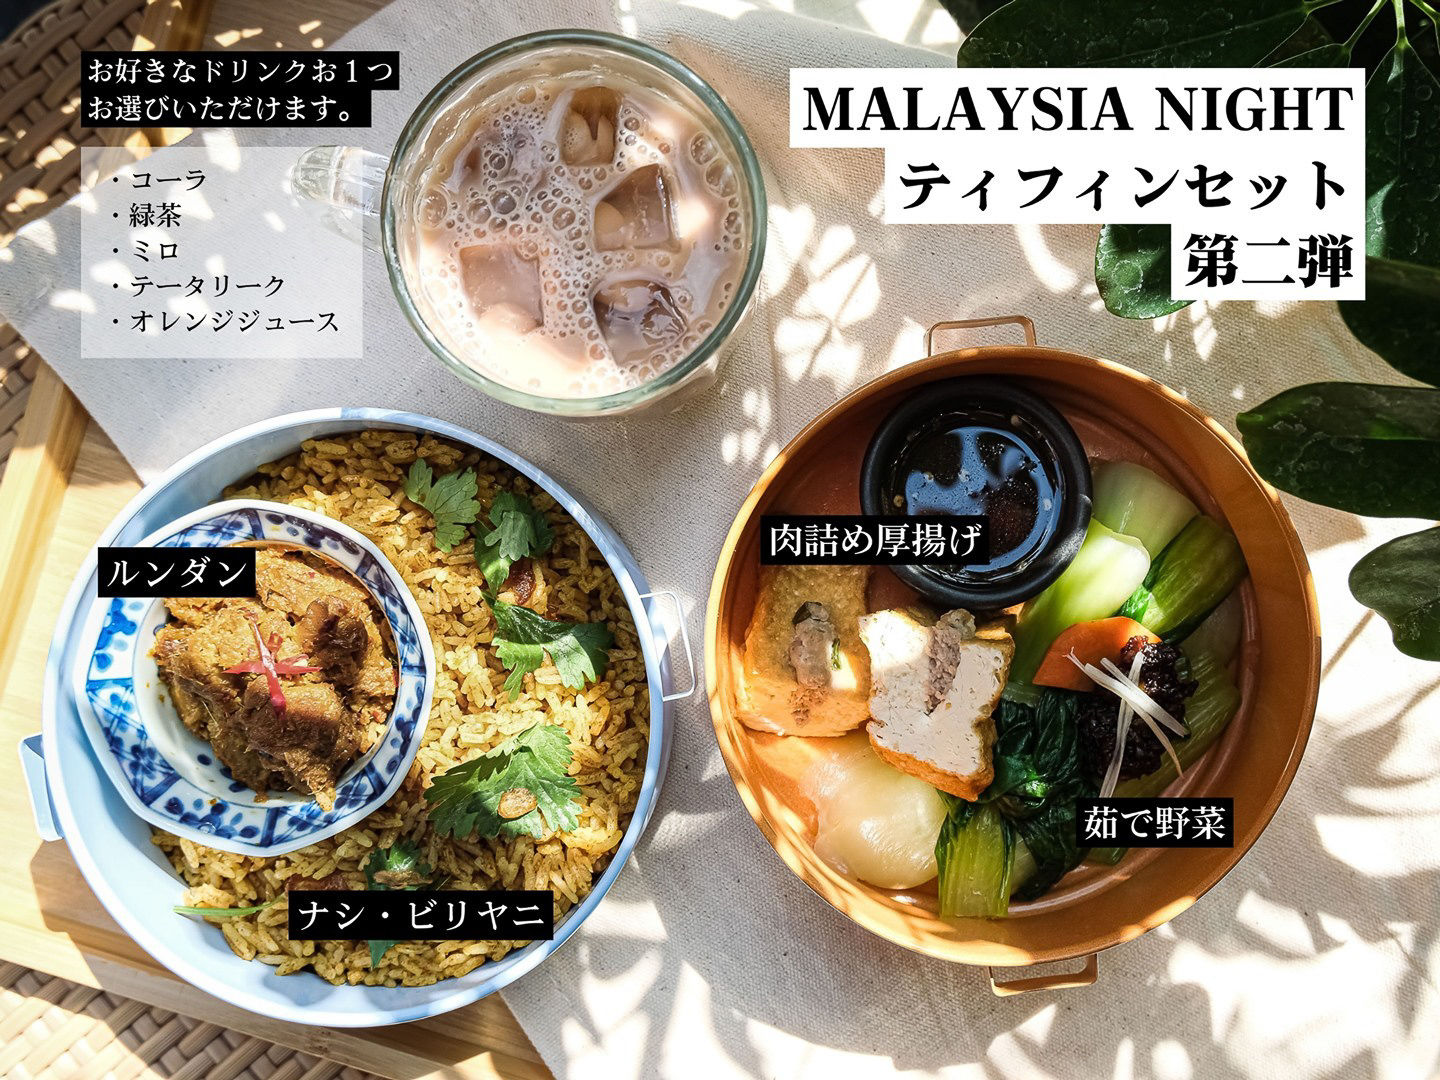 お好きなドリンクお１つ
お選びいただけます。
・コーラ
・緑茶
・ミロ
・テータリーク
・オレンジジュース
MALAYSIA NIGHT
ティフィンセット
第二弾
肉詰め厚揚げ
ルンダン
茹で野菜
ナシ・ビリヤニ